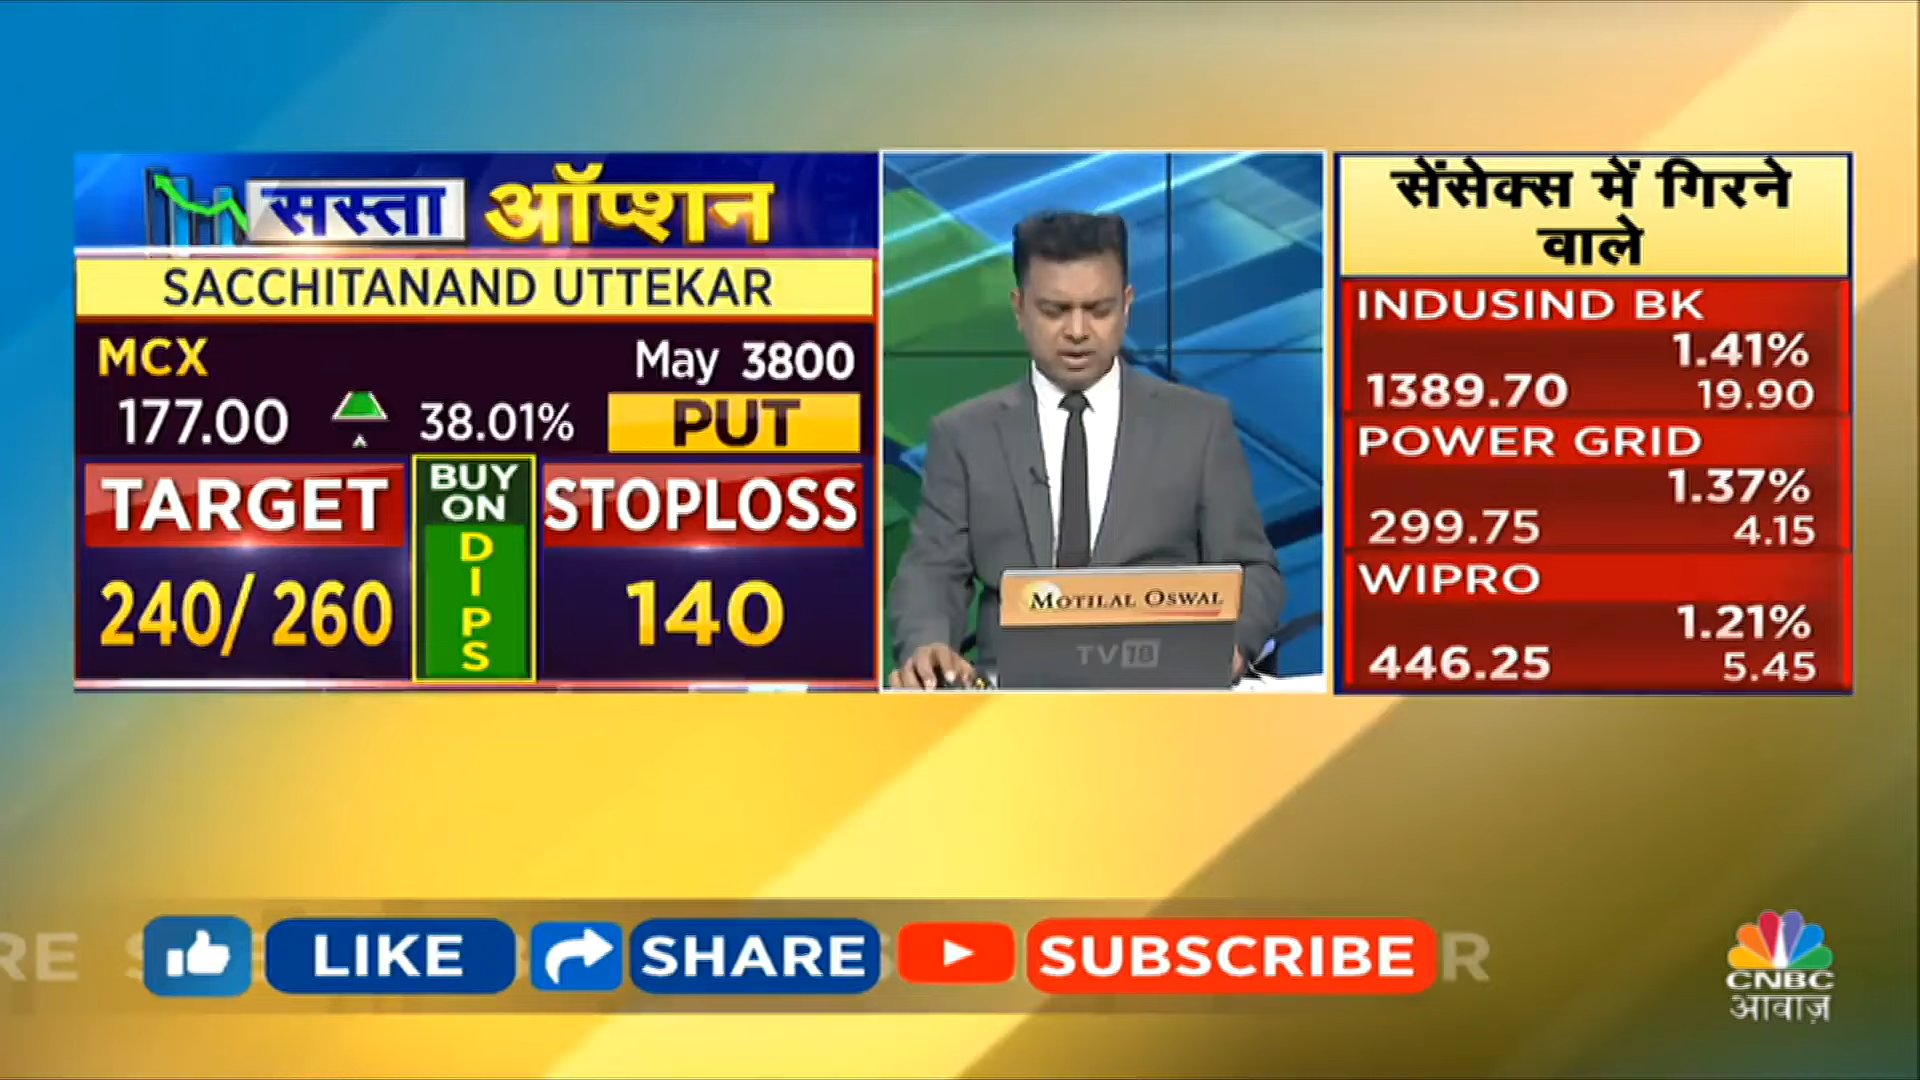 सस्ता ऑप्शन
SACCHITANAND UTTEKAR
MCX
May 3800
177.00
38.01%
PUT
TARGET
240/ 260
BUY
ON
DIPS
STOPLOSS
140
MOTILAL OSWAL
TV18
सेंसेक्स में गिरने
वाले
INDUSIND BK
1.41%
1389.70
19.90
POWER GRID
1.37%
299.75
4.15
WIPRO
1.21%
446.25
5.45
LIKE
SHARE
SUBSCRIBE
CNBC
आवाज़